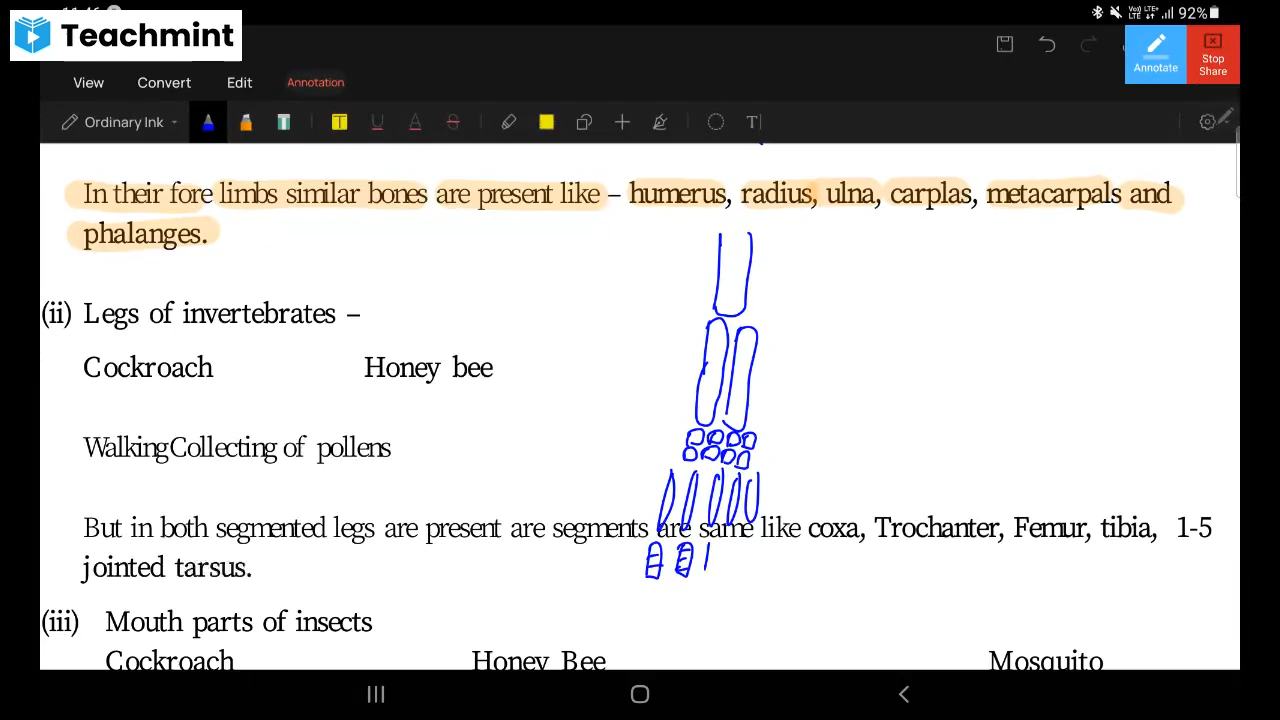 Teachmint
92%
Annotate
Stop
Share
View Convert Edit Annotation
Ordinary Ink
In their fore limbs similar bones are present like – humerus, radius, ulna, carplas, metacarpals and
phalanges.
(ii) Legs of invertebrates –
Cockroach Honey bee
WalkingCollecting of pollens
But in both segmented legs are present are segments are same like coxa, Trochanter, Femur, tibia, 1-5
jointed tarsus.
(iii) Mouth parts of insects
Cockroach Honey Bee Mosquito